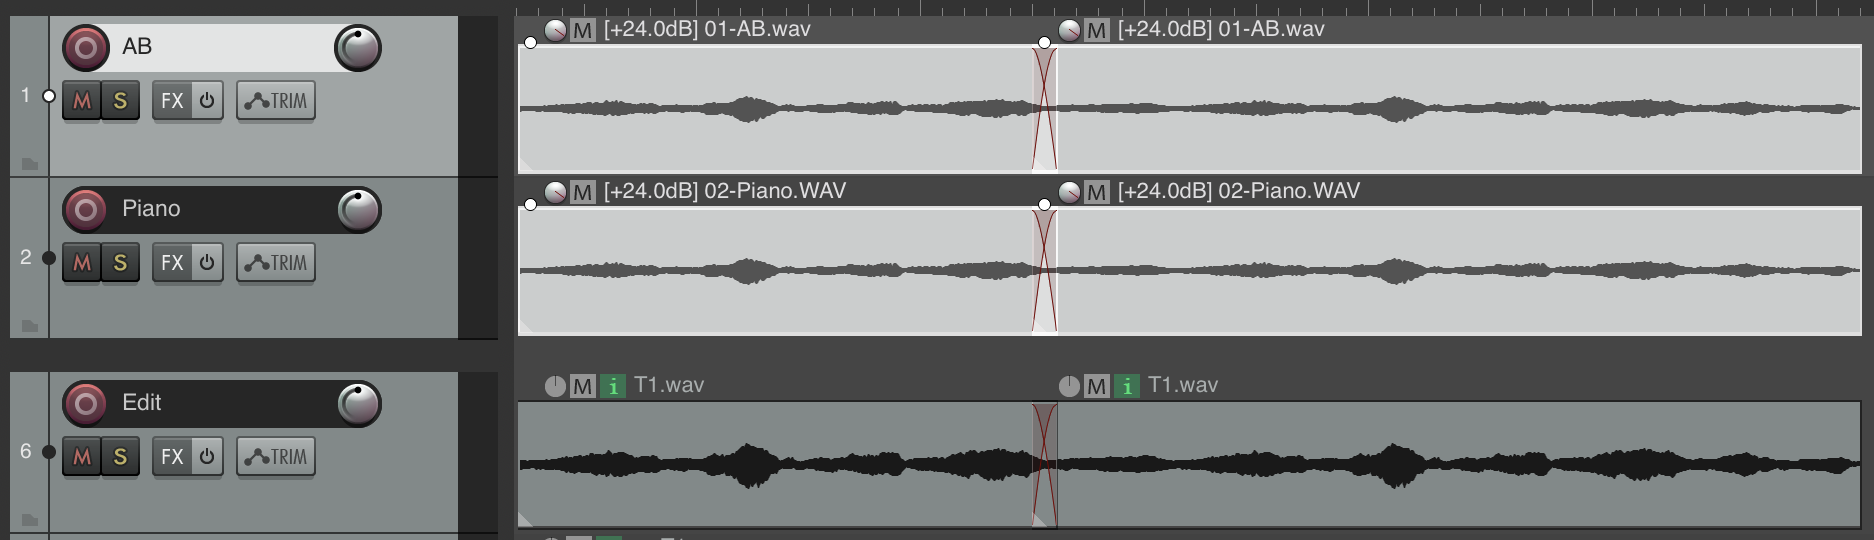 AB
1
M S FX TRIM
M [+24.0dB] 01-AB.wav M [+24.0dB] 01-AB.wav
Piano
2
M S FX TRIM
M [+24.0dB] 02-Piano.WAV M [+24.0dB] 02-Piano.WAV
Edit
6
M S FX TRIM
M i T1.wav M i T1.wav